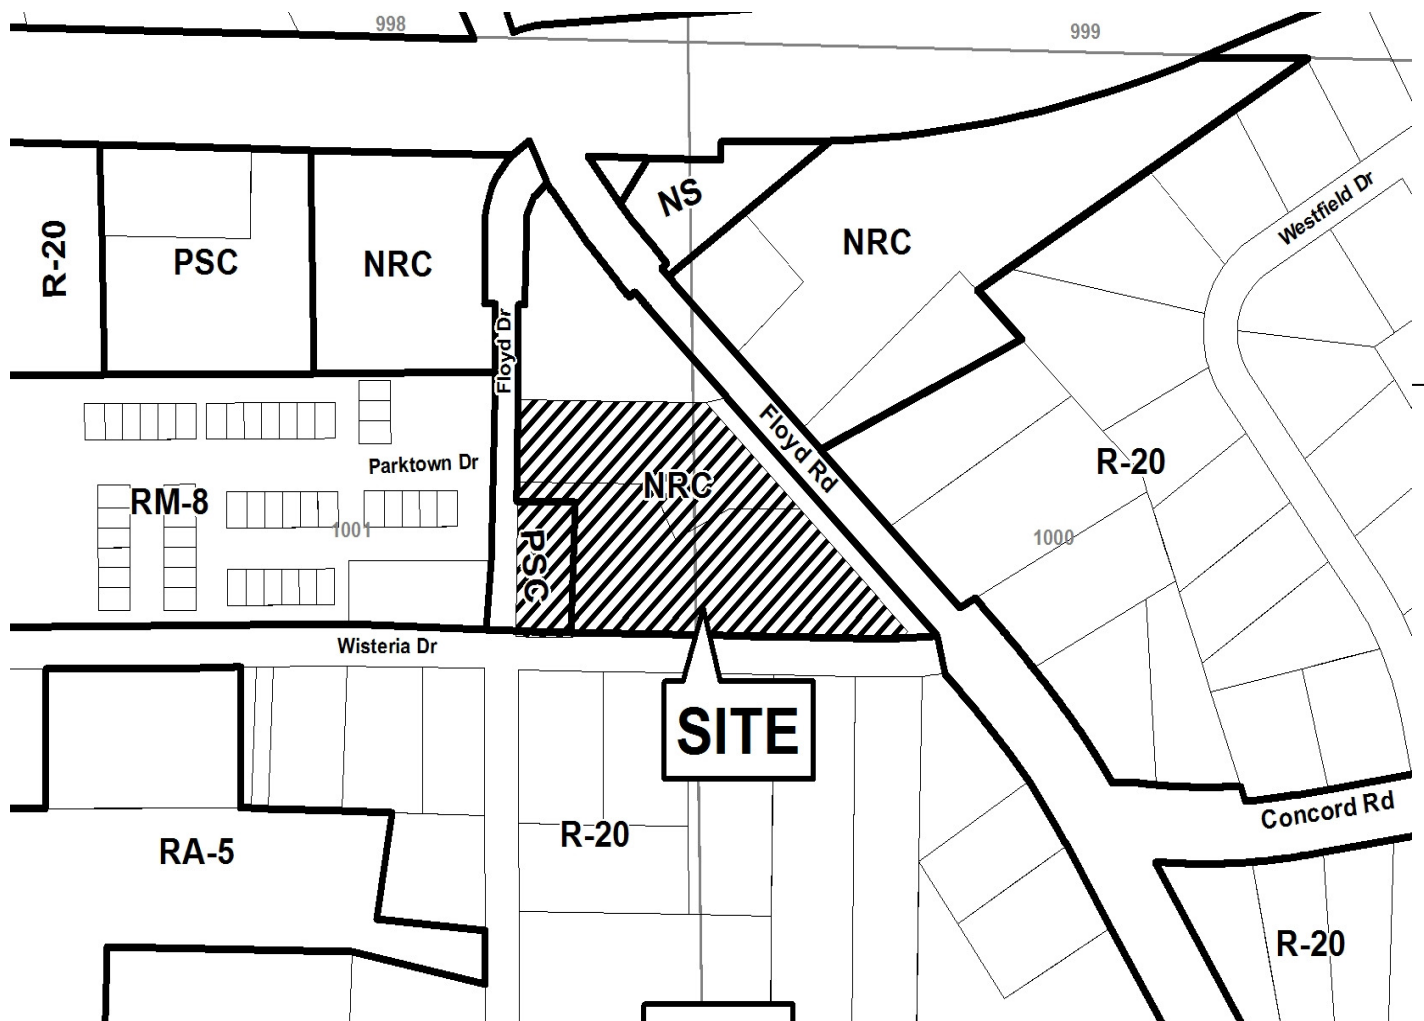 998
999
Westfield Dr
NS
R-20
PSC
NRC
NRC
Floyd Dr
Floyd Rd
Parktown Dr
R-20
RM-8
NRC
1001
1000
PSC
Wisteria Dr
SITE
Concord Rd
RA-5
R-20
R-20